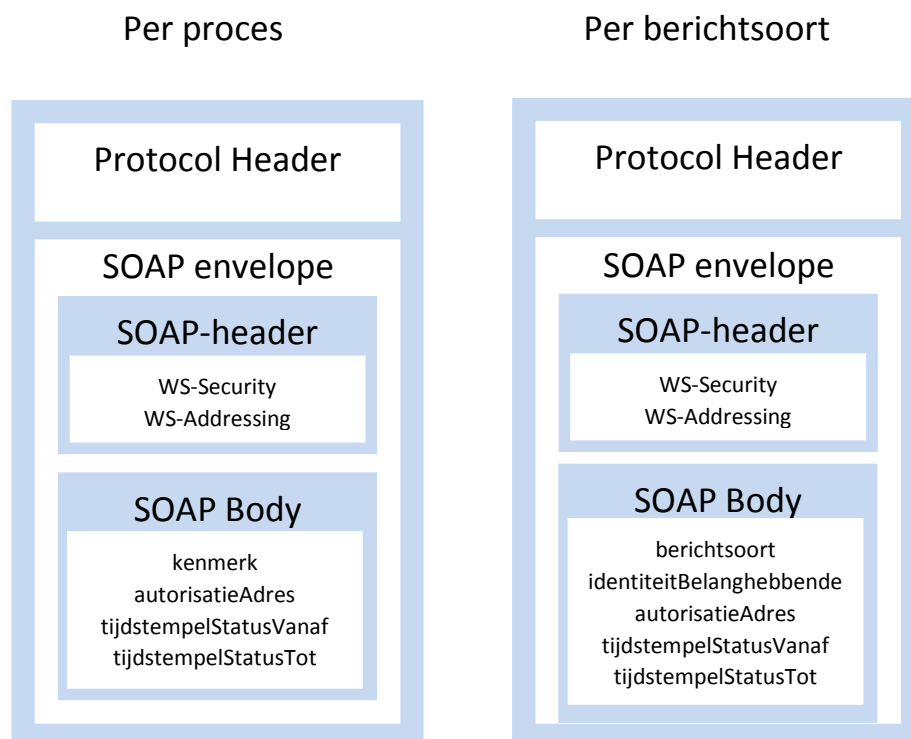 Per proces
Protocol Header
SOAP envelope
SOAP-header
WS-Security
WS-Addressing
SOAP Body
kenmerk
autorisatieAdres
tijdstempelStatusVanaf
tijdstempelStatusTot
Per berichtsoort
Protocol Header
SOAP envelope
SOAP-header
WS-Security
WS-Addressing
SOAP Body
berichtsoort
identiteitBelanghebbende
autorisatieAdres
tijdstempelStatusVanaf
tijdstempelStatusTot